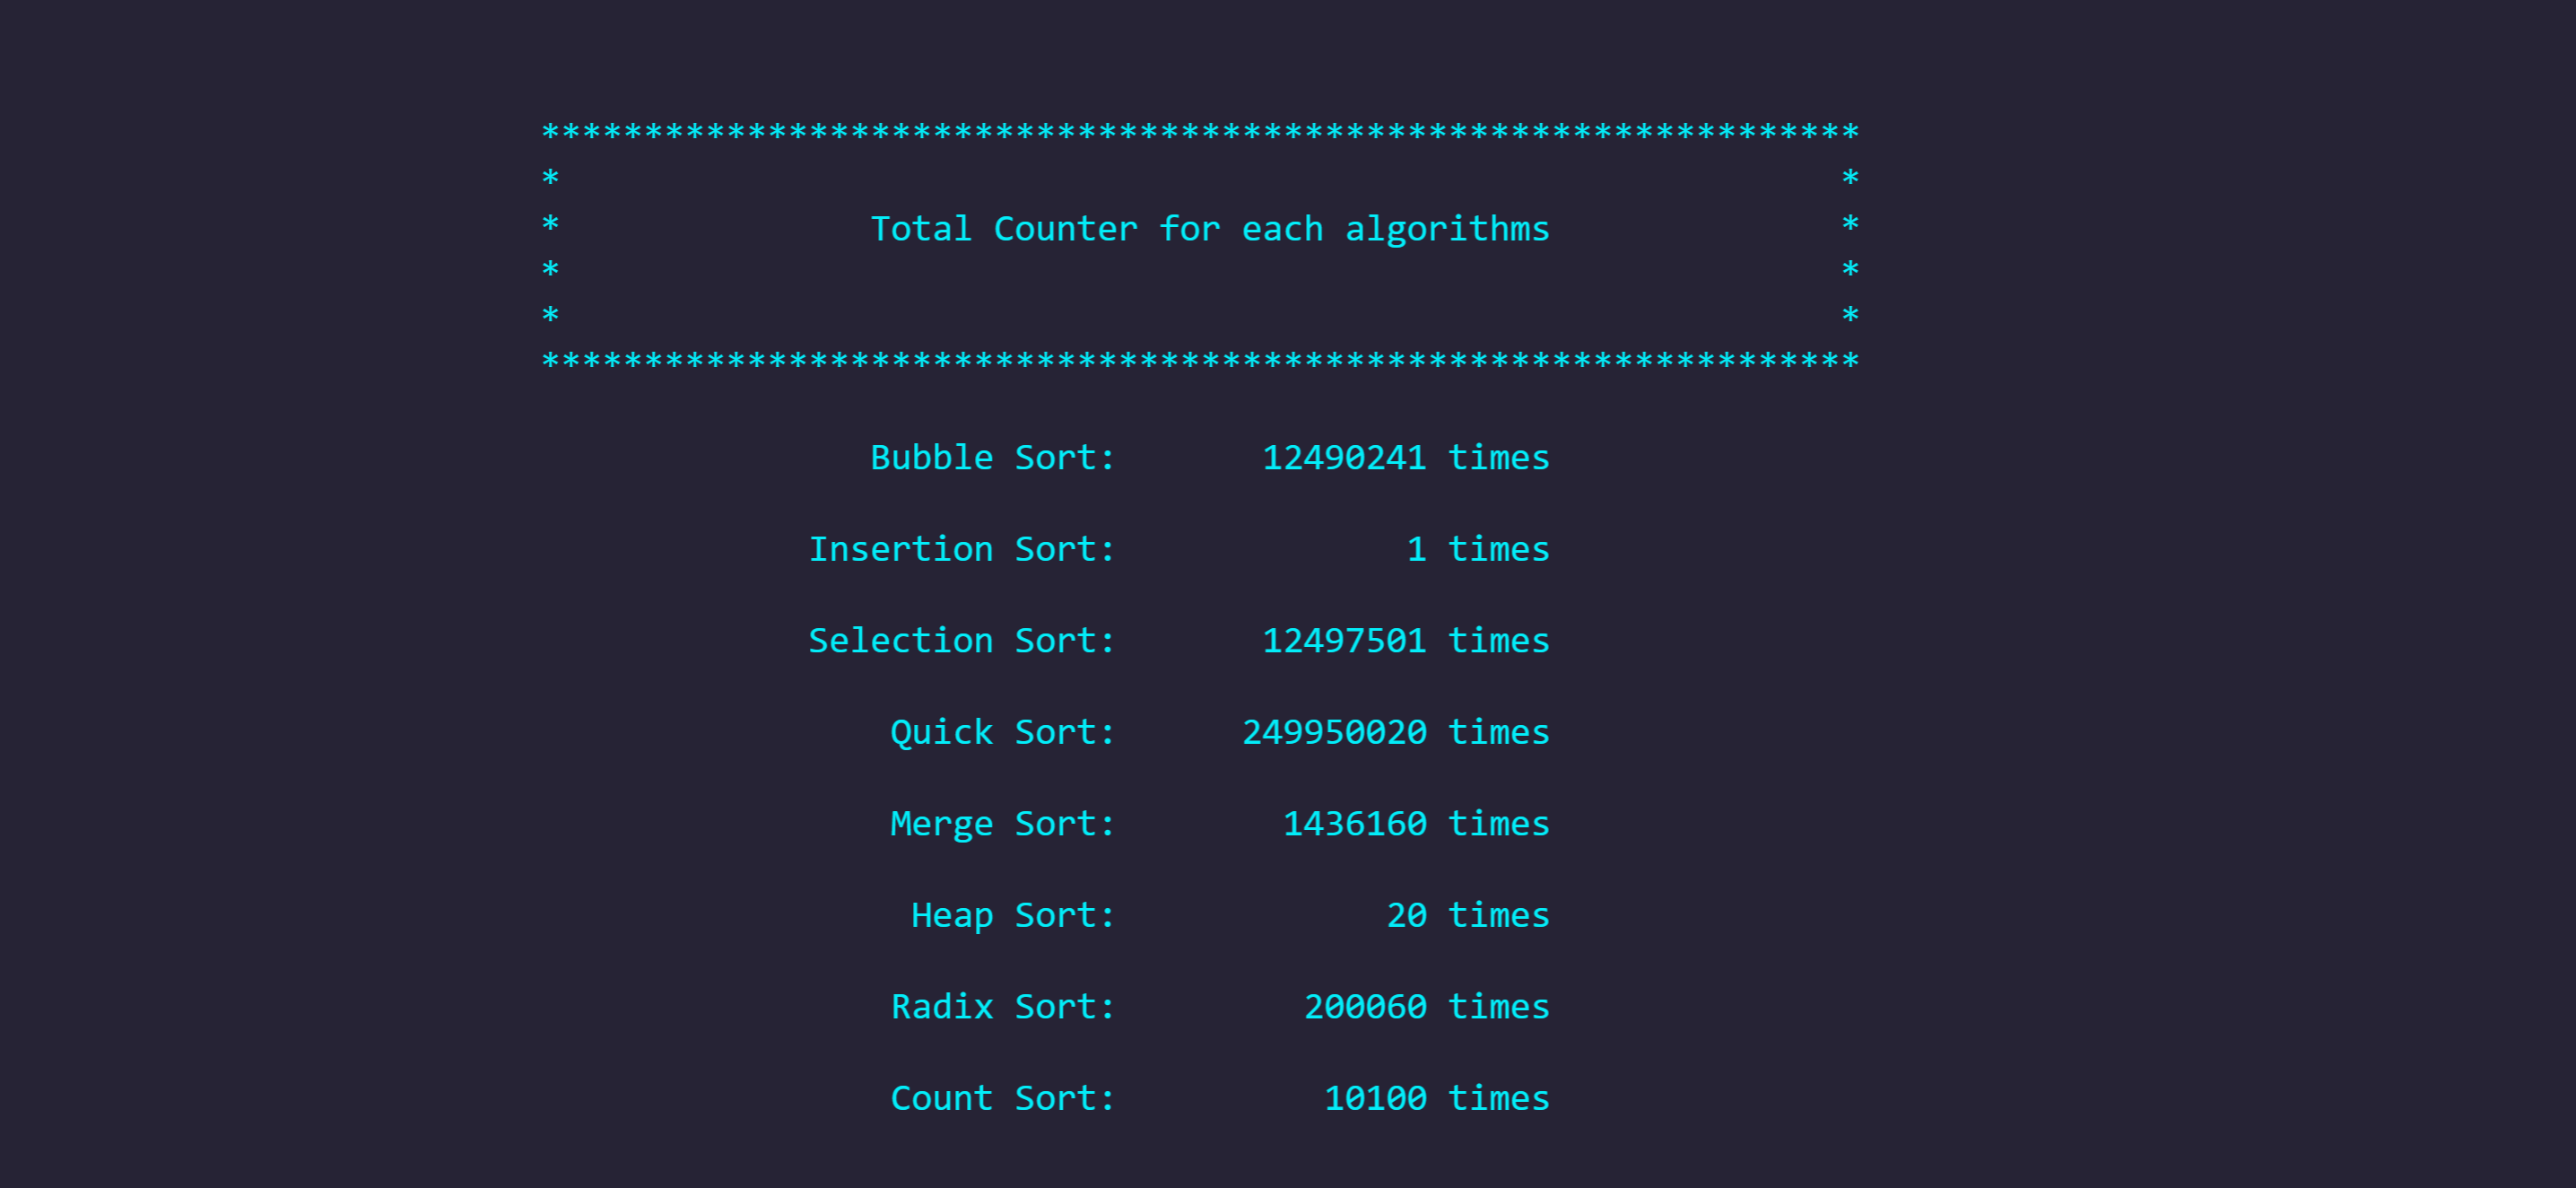 ****************************************************************
* *
* Total Counter for each algorithms *
* *
* *
****************************************************************
Bubble Sort: 12490241 times
Insertion Sort: 1 times
Selection Sort: 12497501 times
Quick Sort: 249950020 times
Merge Sort: 1436160 times
Heap Sort: 20 times
Radix Sort: 200060 times
Count Sort: 10100 times